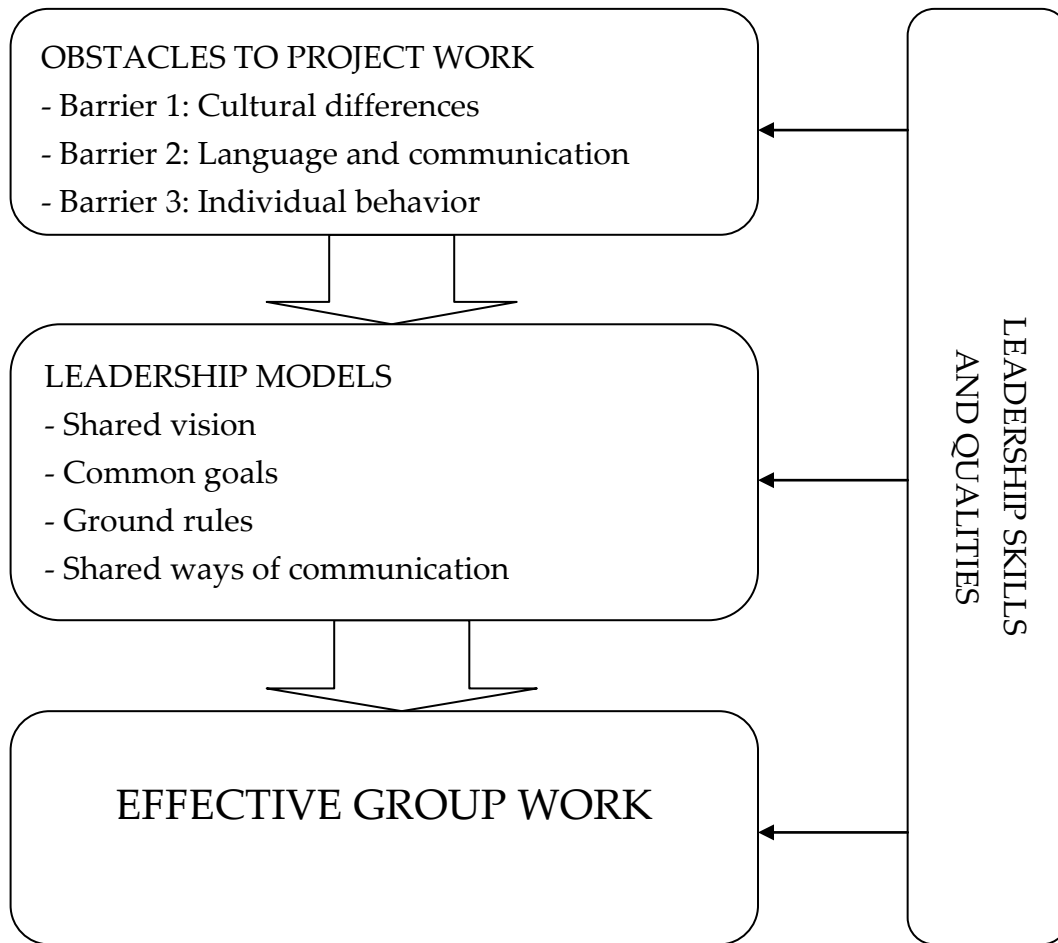 OBSTACLES TO PROJECT WORK
- Barrier 1: Cultural differences
- Barrier 2: Language and communication
- Barrier 3: Individual behavior
LEADERSHIP MODELS
- Shared vision
- Common goals
- Ground rules
- Shared ways of communication
EFFECTIVE GROUP WORK
LEADERSHIP SKILLS
AND QUALITIES